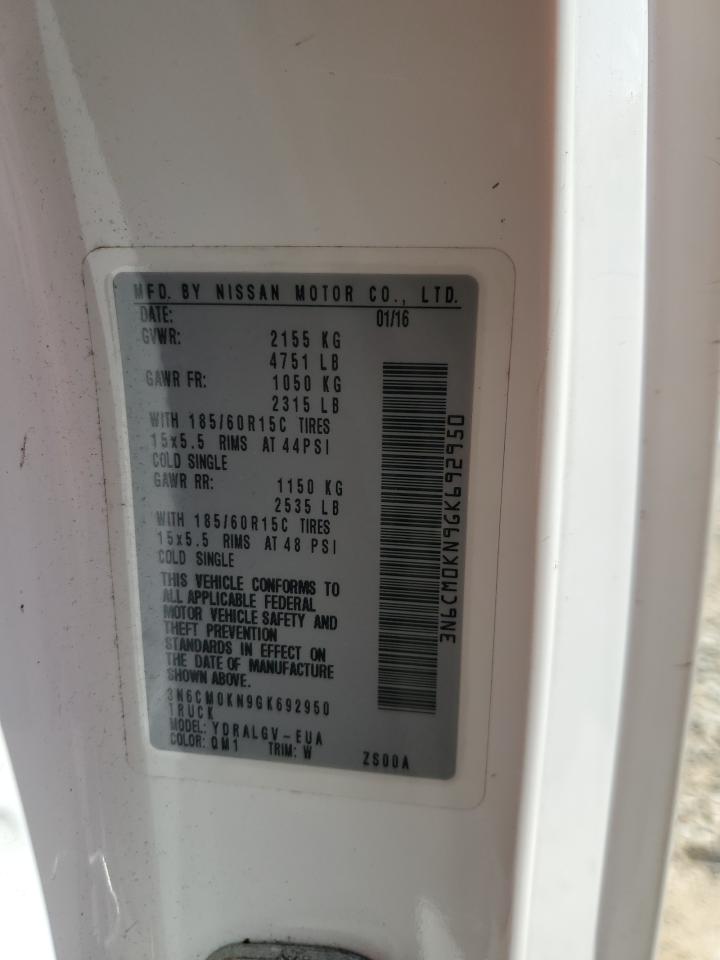 MFD. BY NISSAN MOTOR CO., LTD.
DATE: 01/16
GVWR: 2155 KG
4751 LB
GAWR FR: 1050 KG
2315 LB
WITH 185/60R15C TIRES
15x5.5 RIMS AT 44PSI
COLD SINGLE
GAWR RR: 1150 KG
2535 LB
WITH 185/60R15C TIRES
15x5.5 RIMS AT 48 PSI
COLD SINGLE
THIS VEHICLE CONFORMS TO
ALL APPLICABLE FEDERAL
MOTOR VEHICLE SAFETY AND
THEFT PREVENTION
STANDARDS IN EFFECT ON
THE DATE OF MANUFACTURE
SHOWN ABOVE.
3N6CM0KN9GK692950
TRUCK
MODEL: YDRALGV-EUA
COLOR: QM1 TRIM: W ZS00A
3N6CM0KN9GK692950